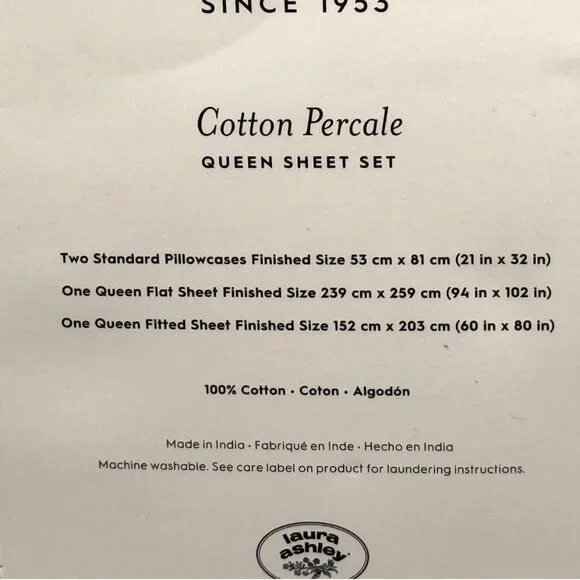 SINCE 1953
Cotton Percale
QUEEN SHEET SET
Two Standard Pillowcases Finished Size 53 cm x 81 cm (21 in x 32 in)
One Queen Flat Sheet Finished Size 239 cm x 259 cm (94 in x 102 in)
One Queen Fitted Sheet Finished Size 152 cm x 203 cm (60 in x 80 in)
100% Cotton • Coton • Algodón
Made in India • Fabriqué en Inde • Hecho en India
Machine washable. See care label on product for laundering instructions.
laura
ashley